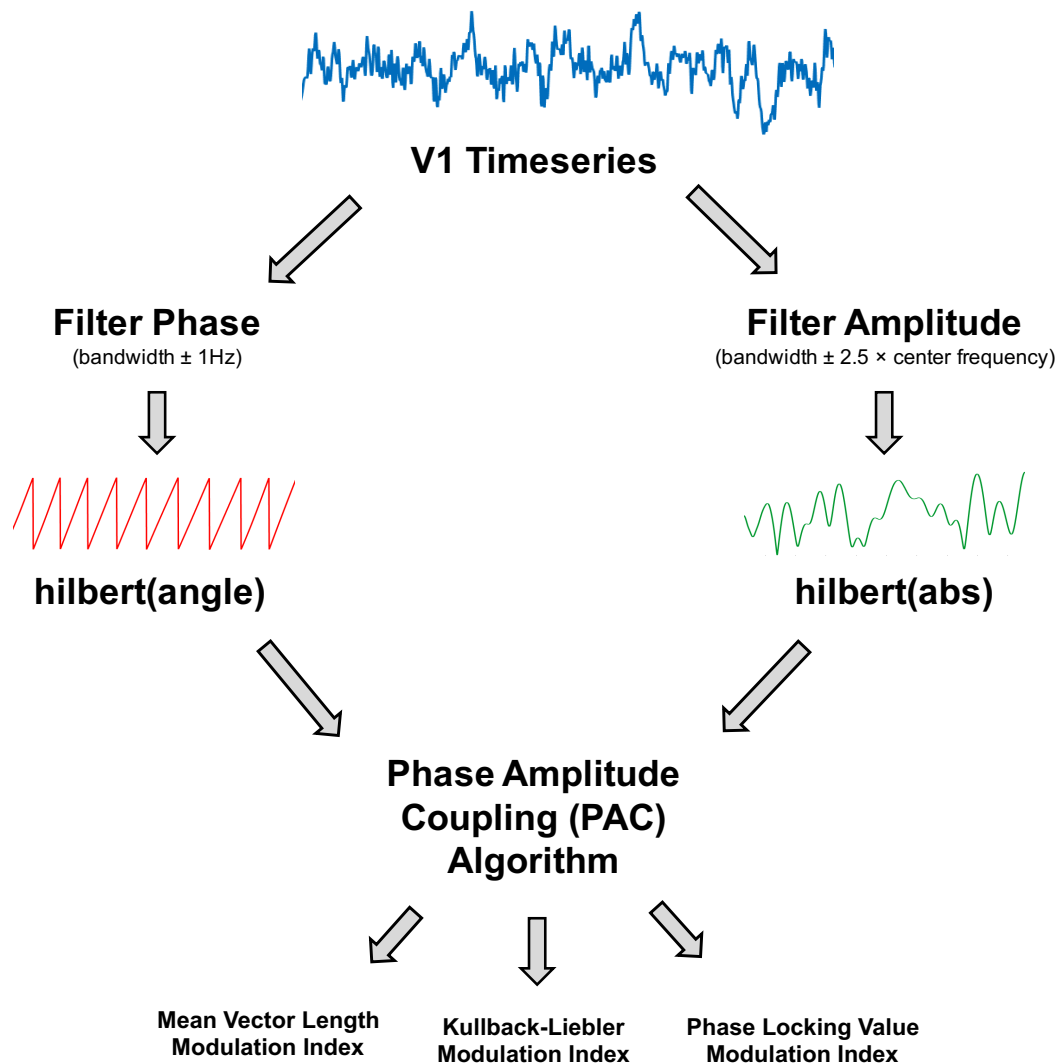 V1 Timeseries
Filter Phase
(bandwidth ± 1Hz)
Filter Amplitude
(bandwidth ± 2.5 × center frequency)
hilbert(angle)
hilbert(abs)
Phase Amplitude
Coupling (PAC)
Algorithm
Mean Vector Length
Modulation Index
Kullback-Liebler
Modulation Index
Phase Locking Value
Modulation Index